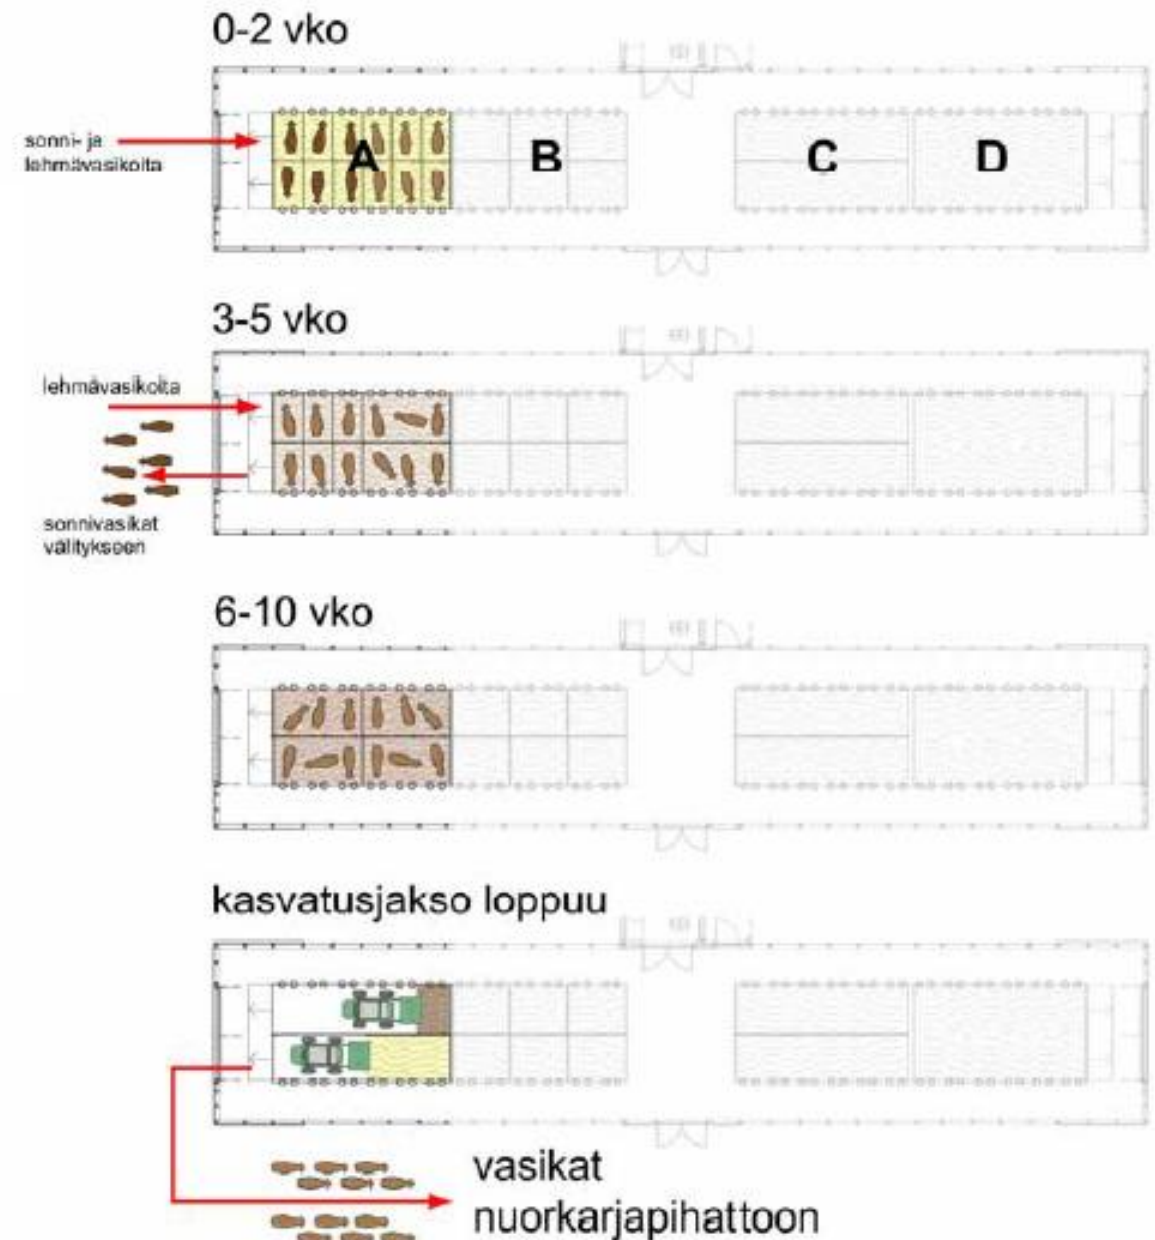 0-2 vko
sonni- ja
lehmävasikoita
A
B
C
D
3-5 vko
lehmävasikoita
sonnivasikat
välitykseen
6-10 vko
kasvatusjakso loppuu
vasikat
nuorkarjapihattoon